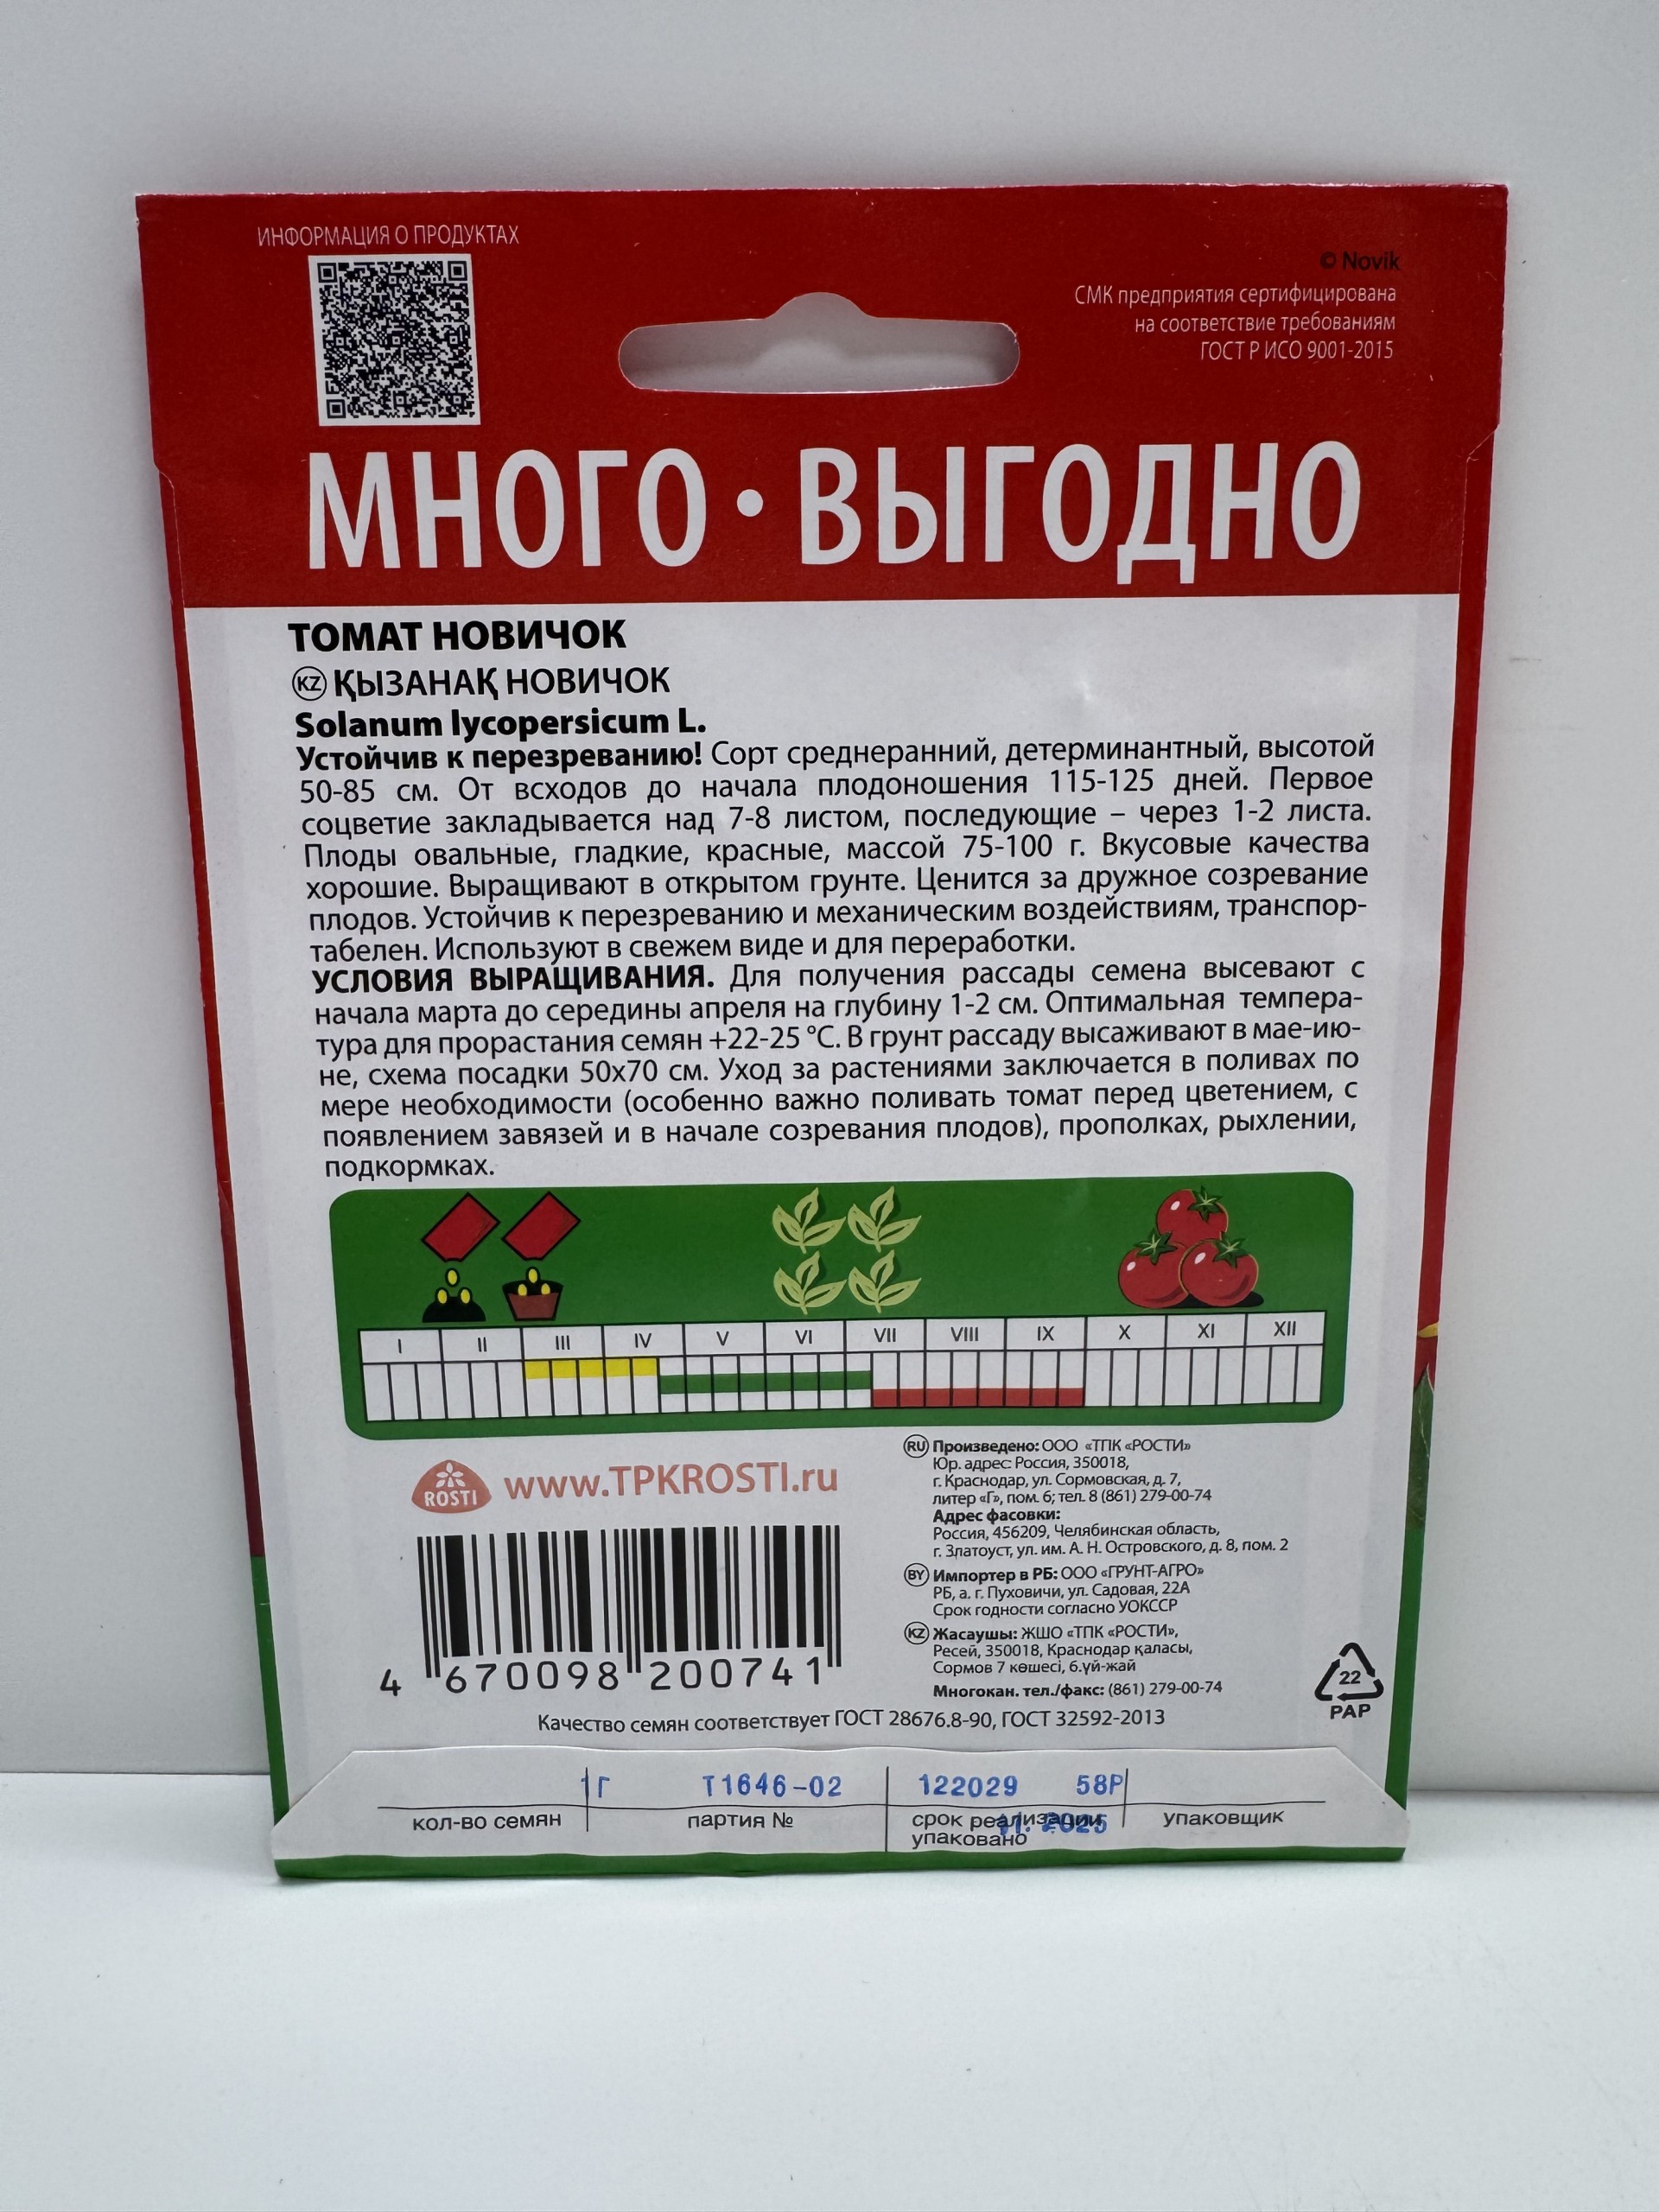 ИНФОРМАЦИЯ О ПРОДУКТАХ
© Novik
СМК предприятия сертифицирована
на соответствие требованиям
ГОСТ Р ИСО 9001-2015
МНОГО · ВЫГОДНО
ТОМАТ НОВИЧОК
KZ ҚЫЗАНАҚ НОВИЧОК
Solanum lycopersicum L.
Устойчив к перезреванию! Сорт среднеранний, детерминантный, высотой
50-85 см. От всходов до начала плодоношения 115-125 дней. Первое
соцветие закладывается над 7-8 листом, последующие – через 1-2 листа.
Плоды овальные, гладкие, красные, массой 75-100 г. Вкусовые качества
хорошие. Выращивают в открытом грунте. Ценится за дружное созревание
плодов. Устойчив к перезреванию и механическим воздействиям, транспор-
табелен. Используют в свежем виде и для переработки.
УСЛОВИЯ ВЫРАЩИВАНИЯ. Для получения рассады семена высевают с
начала марта до середины апреля на глубину 1-2 см. Оптимальная темпера-
тура для прорастания семян +22-25 °С. В грунт рассаду высаживают в мае-ию-
не, схема посадки 50х70 см. Уход за растениями заключается в поливах по
мере необходимости (особенно важно поливать томат перед цветением, с
появлением завязей и в начале созревания плодов), прополках, рыхлении,
подкормках.
I II III IV V VI VII VIII IX X XI XII
ROSTI www.TPKROSTI.ru
4 670098 200741
RU Произведено: ООО «ТПК «РОСТИ»
Юр. адрес: Россия, 350018,
г. Краснодар, ул. Сормовская, д. 7,
литер «Г», пом. 6; тел. 8 (861) 279-00-74
Адрес фасовки:
Россия, 456209, Челябинская область,
г. Златоуст, ул. им. А. Н. Островского, д. 8, пом. 2
BY Импортер в РБ: ООО «ГРУНТ-АГРО»
РБ, а. г. Пуховичи, ул. Садовая, 22А
Срок годности согласно УОКССР
KZ Жасаушы: ЖШО «ТПК «РОСТИ»,
Ресей, 350018, Краснодар қаласы,
Сормов 7 көшесі, 6.үй-жай
Многокан. тел./факс: (861) 279-00-74
22
PAP
Качество семян соответствует ГОСТ 28676.8-90, ГОСТ 32592-2013
1Г Т1646-02 122029 58Р
кол-во семян партия № срок реализации упаковщик
упаковано 11. 2025